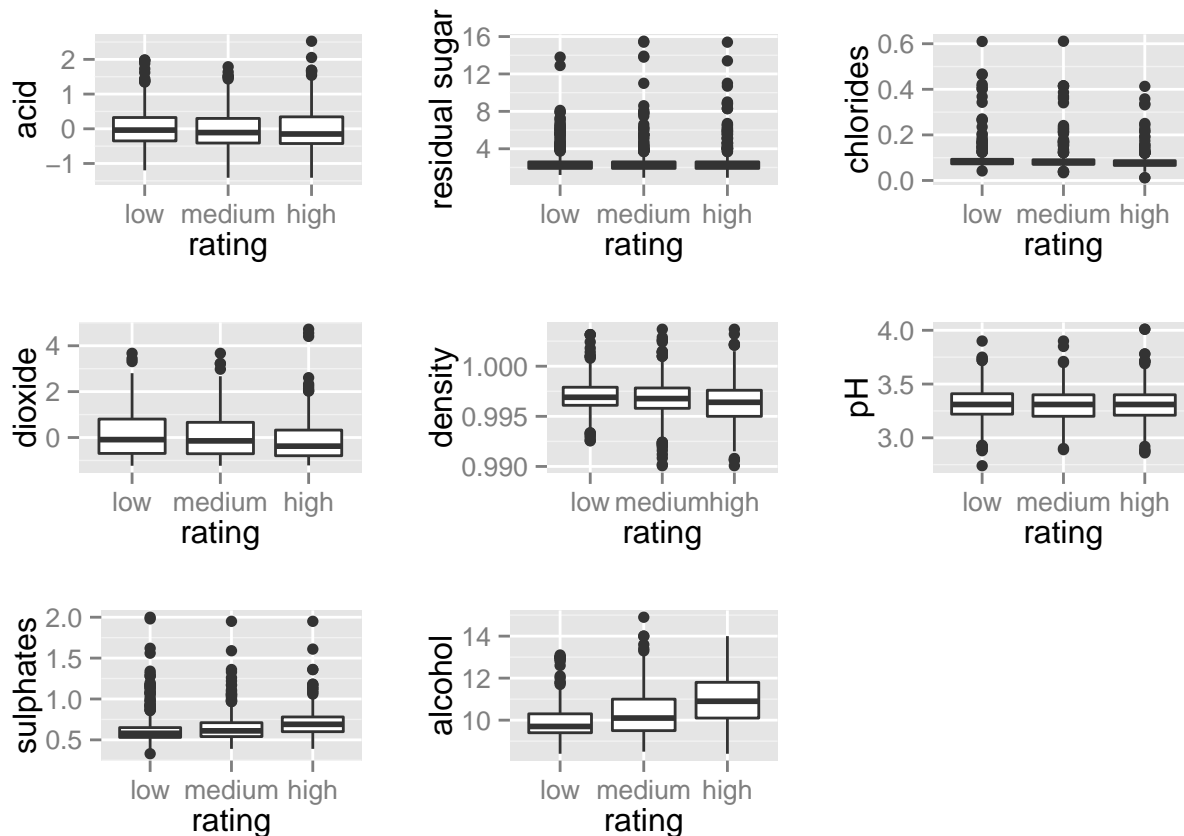 acid
2
1
0
−1
low medium high
rating
residual sugar
16
12
8
4
low medium high
rating
chlorides
0.6
0.4
0.2
0.0
low medium high
rating
dioxide
4
2
0
low medium high
rating
density
1.000
0.995
0.990
low medium high
rating
pH
4.0
3.5
3.0
low medium high
rating
sulphates
2.0
1.5
1.0
0.5
low medium high
rating
alcohol
14
12
10
low medium high
rating